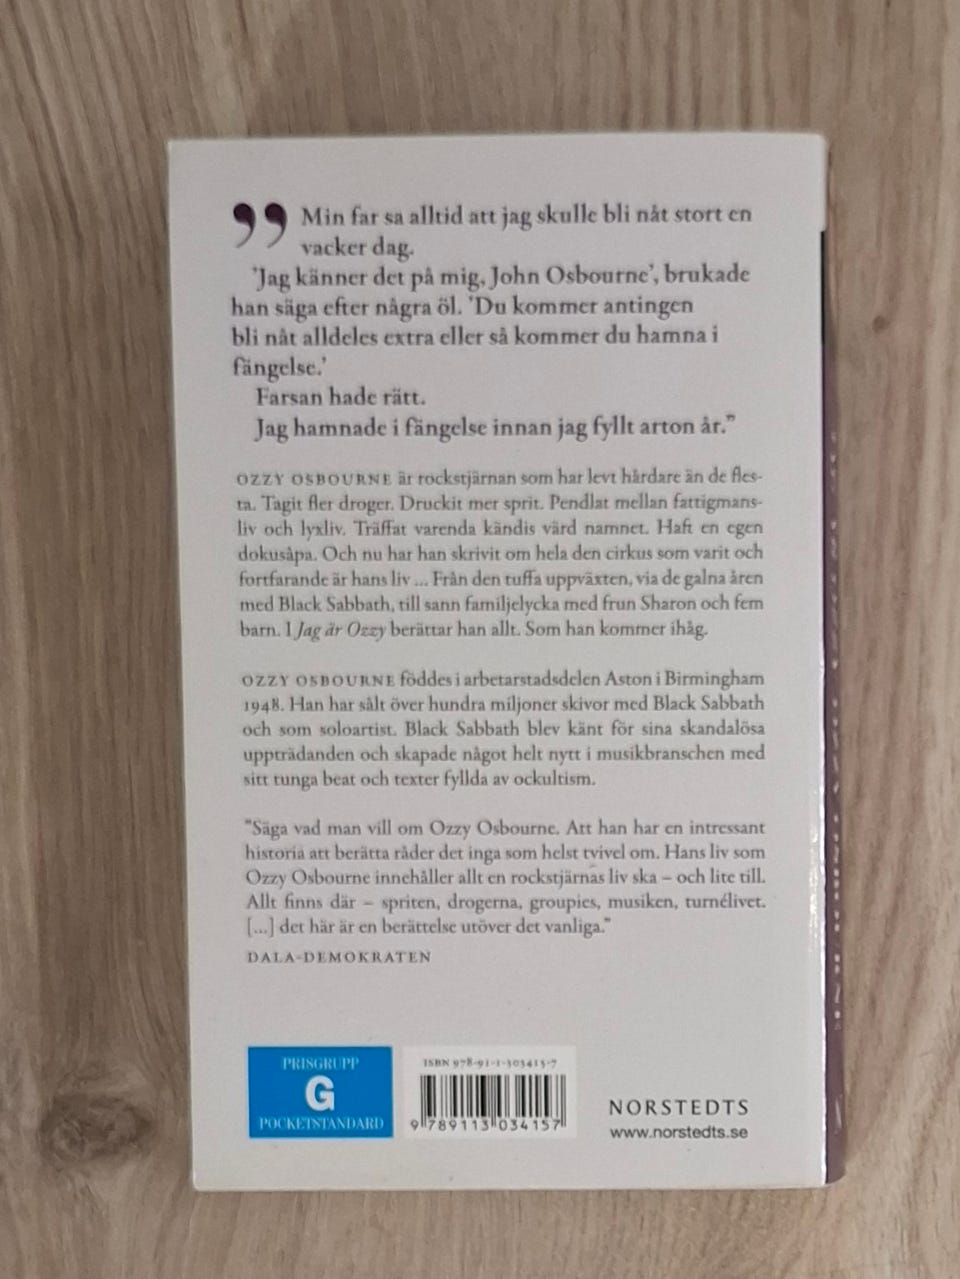 ” Min far sa alltid att jag skulle bli nåt stort en
vacker dag.
’Jag känner det på mig, John Osbourne’, brukade
han säga efter några öl. ’Du kommer antingen
bli nåt alldeles extra eller så kommer du hamna i
fängelse.’
Farsan hade rätt.
Jag hamnade i fängelse innan jag fyllt arton år.”
OZZY OSBOURNE är rockstjärnan som har levt hårdare än de fles-
ta. Tagit fler droger. Druckit mer sprit. Pendlat mellan fattigmans-
liv och lyxliv. Träffat varenda kändis värd namnet. Haft en egen
dokusåpa. Och nu har han skrivit om hela den cirkus som varit och
fortfarande är hans liv ... Från den tuffa uppväxten, via de galna åren
med Black Sabbath, till sann familjelycka med frun Sharon och fem
barn. I Jag är Ozzy berättar han allt. Som han kommer ihåg.
OZZY OSBOURNE föddes i arbetarstadsdelen Aston i Birmingham
1948. Han har sålt över hundra miljoner skivor med Black Sabbath
och som soloartist. Black Sabbath blev känt för sina skandalösa
uppträdanden och skapade något helt nytt i musikbranschen med
sitt tunga beat och texter fyllda av ockultism.
”Säga vad man vill om Ozzy Osbourne. Att han har en intressant
historia att berätta råder det inga som helst tvivel om. Hans liv som
Ozzy Osbourne innehåller allt en rockstjärnas liv ska – och lite till.
Allt finns där – spriten, drogerna, groupies, musiken, turnélivet.
[...] det här är en berättelse utöver det vanliga.”
DALA-DEMOKRATEN
PRISGRUPP
G
POCKETSTANDARD
ISBN 978-91-1-303415-7
9 789113 034157
NORSTEDTS
www.norstedts.se